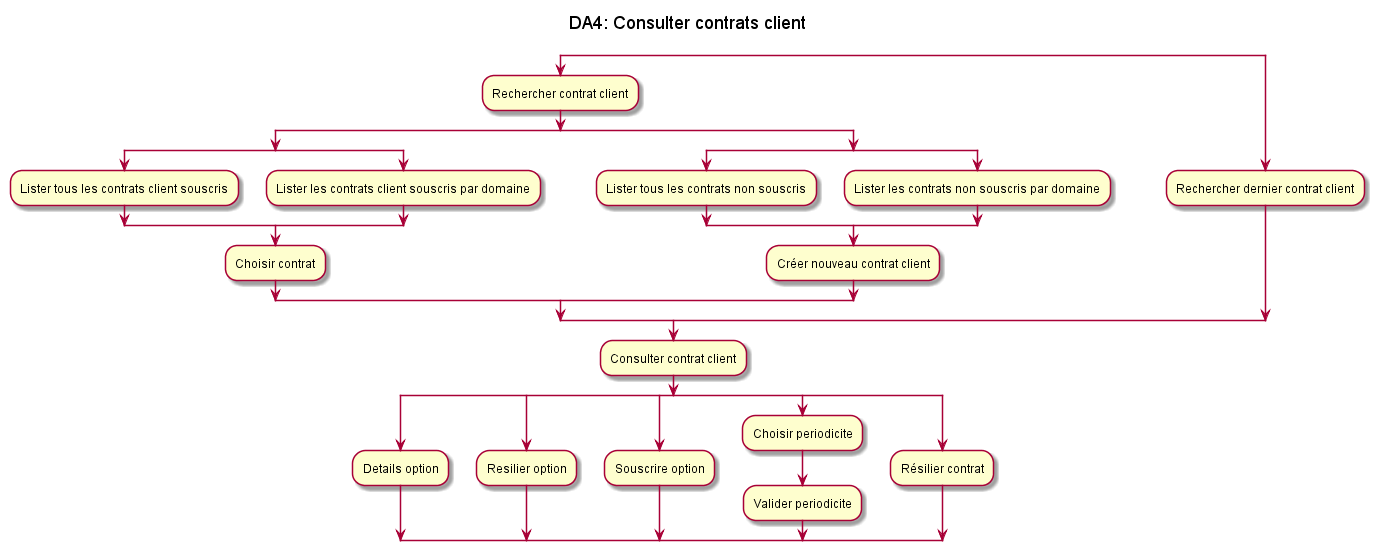 DA4: Consulter contrats client
Rechercher contrat client
Lister tous les contrats client souscris
Lister les contrats client souscris par domaine
Lister tous les contrats non souscris
Lister les contrats non souscris par domaine
Rechercher dernier contrat client
Choisir contrat
Créer nouveau contrat client
Consulter contrat client
Choisir periodicite
Details option
Resilier option
Souscrire option
Résilier contrat
Valider periodicite